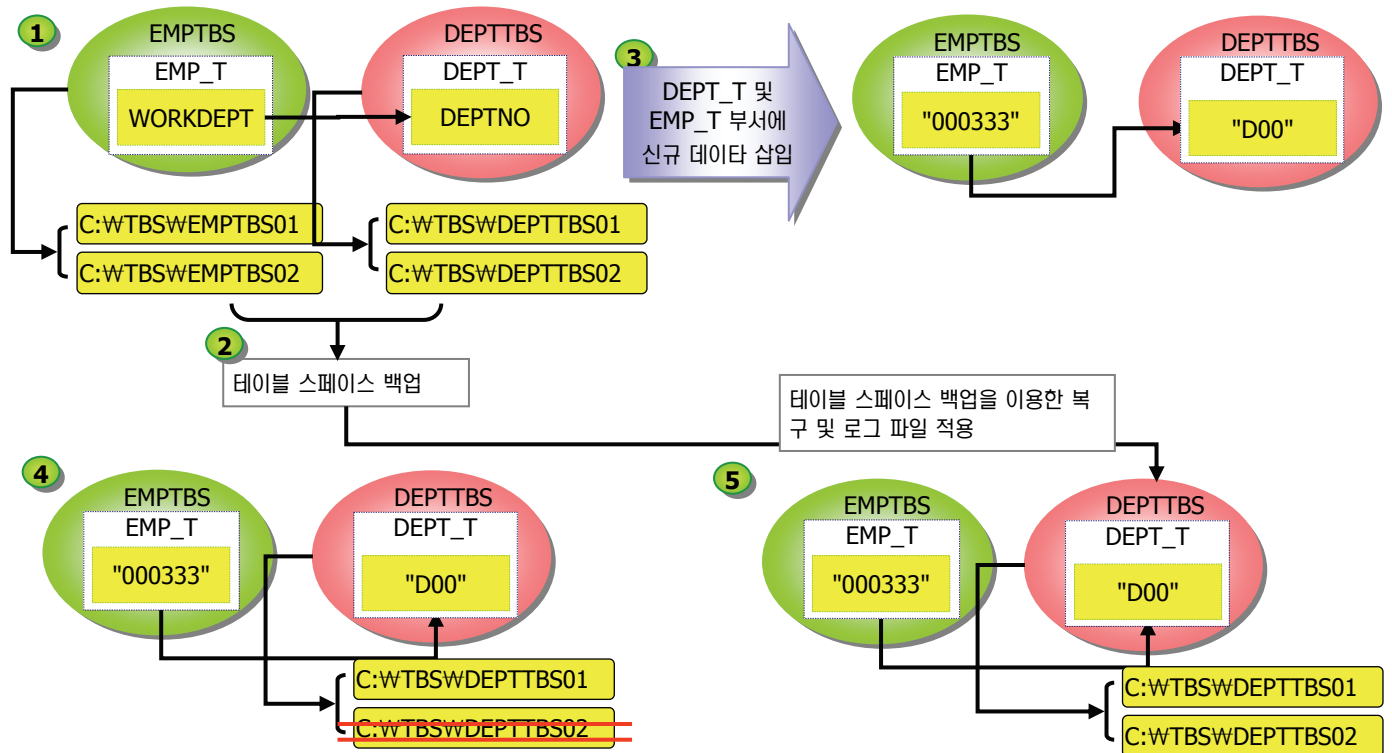 1
EMPTBS
EMP_T
WORKDEPT
DEPTTBS
DEPT_T
DEPTNO
C:₩TBS₩EMPTBS01
C:₩TBS₩EMPTBS02
C:₩TBS₩DEPTTBS01
C:₩TBS₩DEPTTBS02
2
테이블 스페이스 백업
3
DEPT_T 및
EMP_T 부서에
신규 데이타 삽입
EMPTBS
EMP_T
"000333"
DEPTTBS
DEPT_T
"D00"
테이블 스페이스 백업을 이용한 복
구 및 로그 파일 적용
4
EMPTBS
EMP_T
"000333"
DEPTTBS
DEPT_T
"D00"
C:₩TBS₩DEPTTBS01
C:₩TBS₩DEPTTBS02
5
EMPTBS
EMP_T
"000333"
DEPTTBS
DEPT_T
"D00"
C:₩TBS₩DEPTTBS01
C:₩TBS₩DEPTTBS02